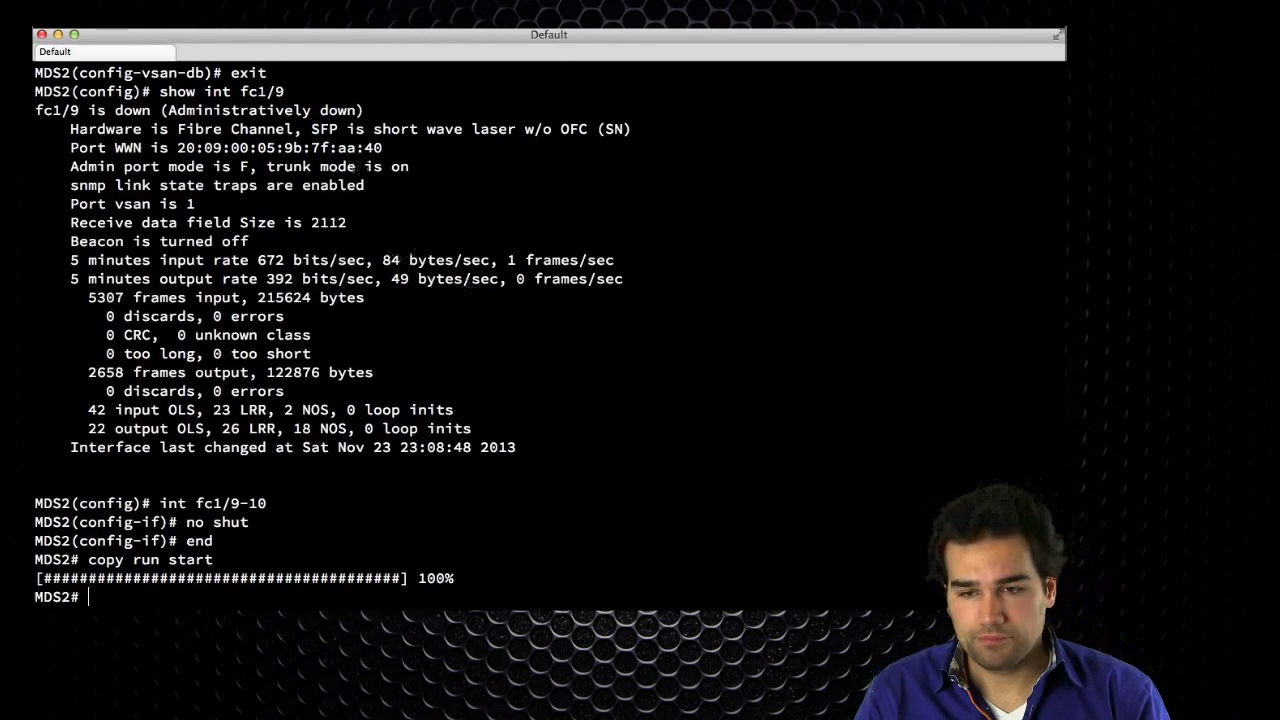 Default
Default
MDS2(config-vsan-db)# exit
MDS2(config)# show int fc1/9
fc1/9 is down (Administratively down)
Hardware is Fibre Channel, SFP is short wave laser w/o OFC (SN)
Port WWN is 20:09:00:05:9b:7f:aa:40
Admin port mode is F, trunk mode is on
snmp link state traps are enabled
Port vsan is 1
Receive data field Size is 2112
Beacon is turned off
5 minutes input rate 672 bits/sec, 84 bytes/sec, 1 frames/sec
5 minutes output rate 392 bits/sec, 49 bytes/sec, 0 frames/sec
5307 frames input, 215624 bytes
0 discards, 0 errors
0 CRC,  0 unknown class
0 too long, 0 too short
2658 frames output, 122876 bytes
0 discards, 0 errors
42 input OLS, 23 LRR, 2 NOS, 0 loop inits
22 output OLS, 26 LRR, 18 NOS, 0 loop inits
Interface last changed at Sat Nov 23 23:08:48 2013
MDS2(config)# int fc1/9-10
MDS2(config-if)# no shut
MDS2(config-if)# end
MDS2# copy run start
[########################################] 100%
MDS2#